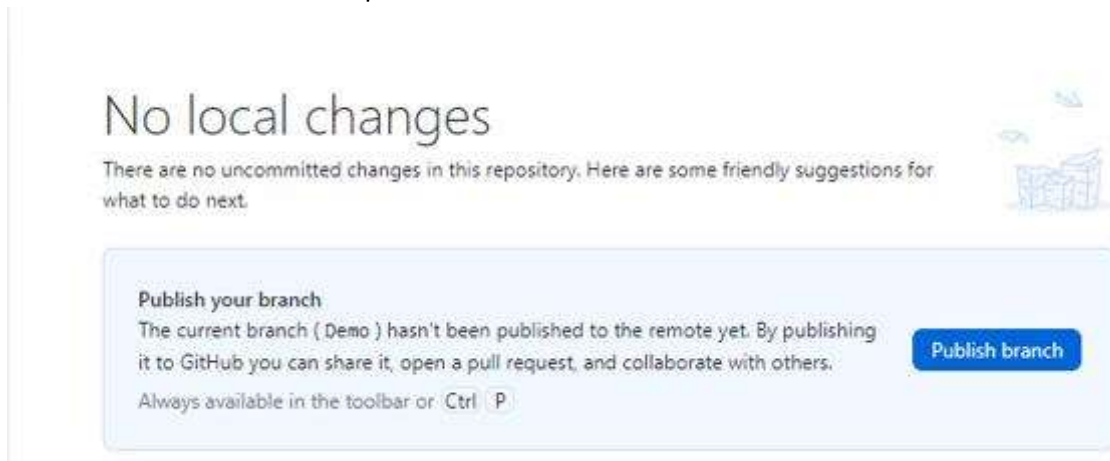 No local changes
There are no uncommitted changes in this repository. Here are some friendly suggestions for
what to do next.
Publish your branch
The current branch ( Demo ) hasn't been published to the remote yet. By publishing
it to GitHub you can share it, open a pull request, and collaborate with others.
Publish branch
Always available in the toolbar or Ctrl P